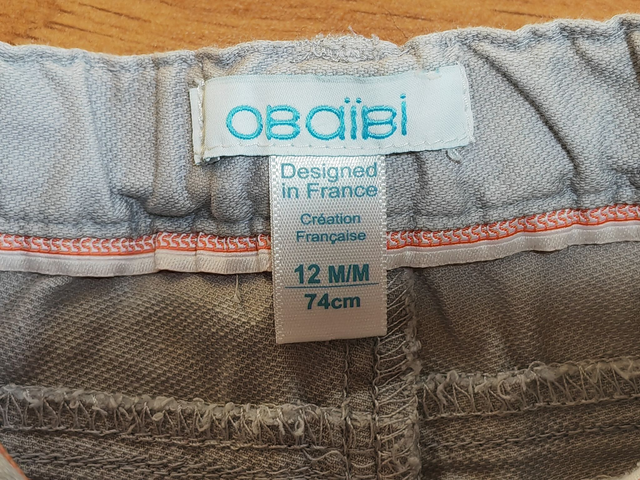 OBaïBi
Designed
in France
Création
Française
12 M/M
74cm